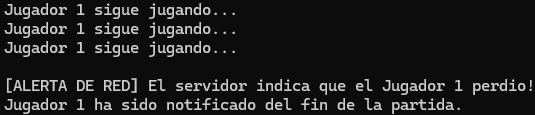 Jugador 1 sigue jugando...
Jugador 1 sigue jugando...
Jugador 1 sigue jugando...
[ALERTA DE RED] El servidor indica que el Jugador 1 perdio!
Jugador 1 ha sido notificado del fin de la partida.